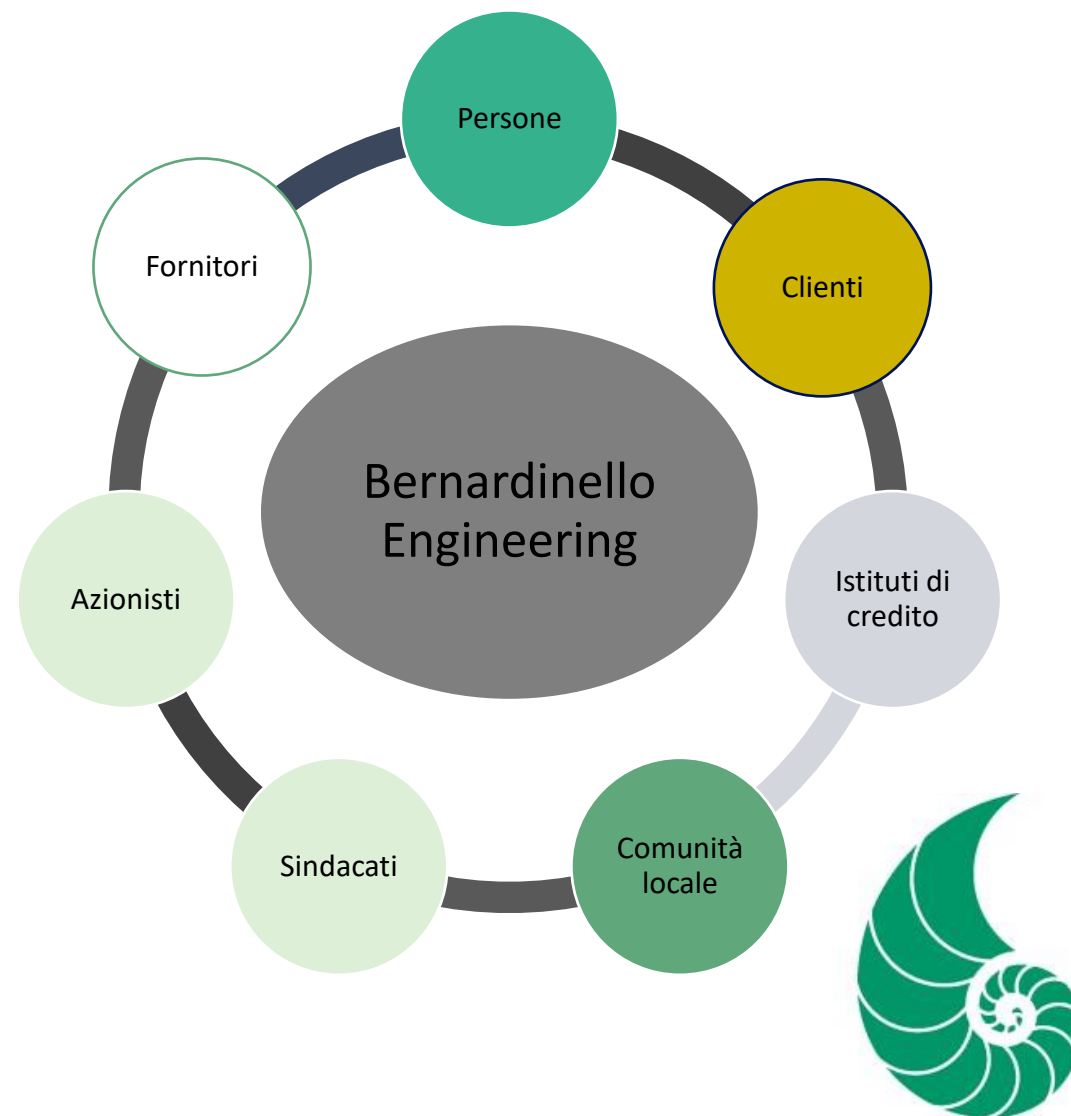 Persone
Clienti
Istituti di
credito
Comunità
locale
Sindacati
Azionisti
Fornitori
Bernardinello
Engineering